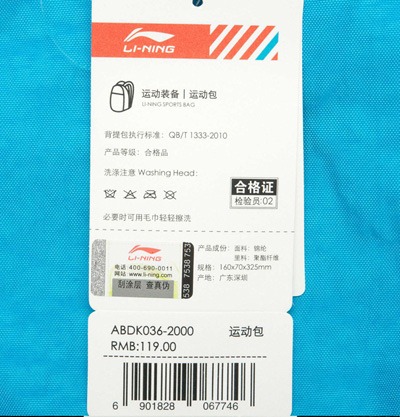 LI-NING
运动装备 | 运动包
LI-NING SPORTS BAG
背提包执行标准: QB/T 1333-2010
产品等级: 合格品
洗涤注意 Washing Head:
合格证
检验员:02
必要时可用毛巾轻轻擦洗
LI-NING
电话 400-690-0011
网站 www.li-ning.com
刮涂层 查真伪
538 7538 7538 753
产品成份: 面料: 锦纶
里料: 聚酯纤维
规格: 160x70x325mm
产地: 广东深圳
ABDK036-2000 运动包
RMB:119.00
6 901828 067746 >